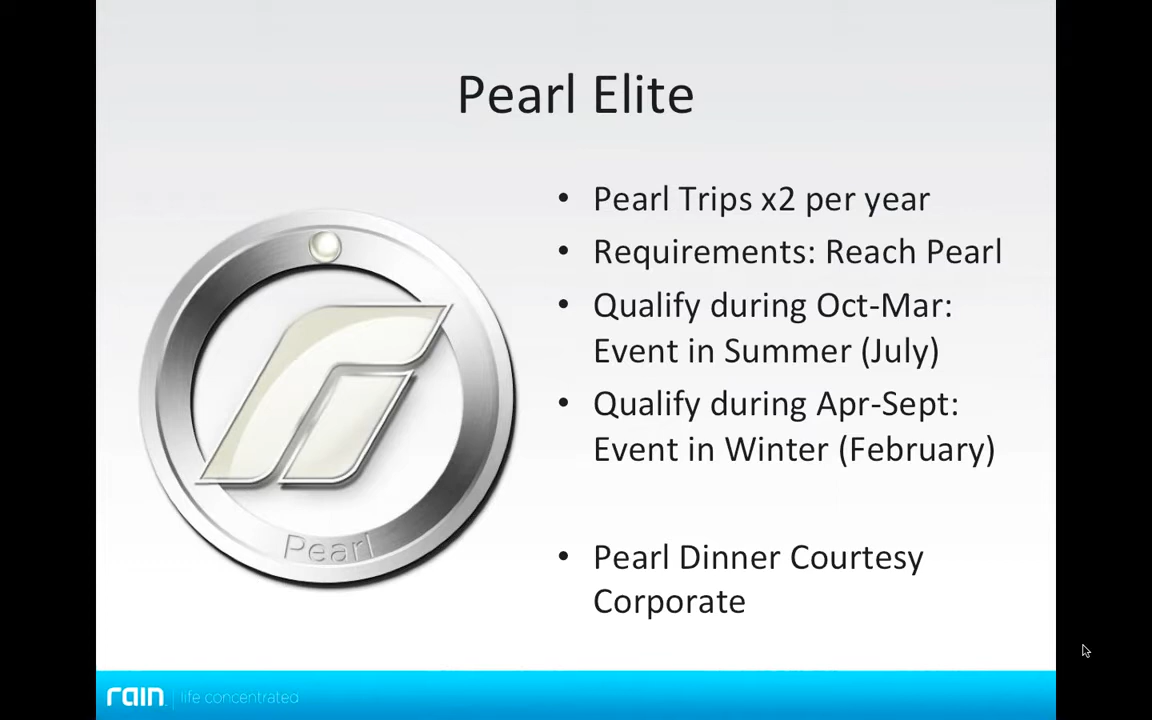 Pearl Elite
• Pearl Trips x2 per year
• Requirements: Reach Pearl
• Qualify during Oct-Mar:
Event in Summer (July)
• Qualify during Apr-Sept:
Event in Winter (February)
• Pearl Dinner Courtesy
Corporate
Pearl
rain life concentrated